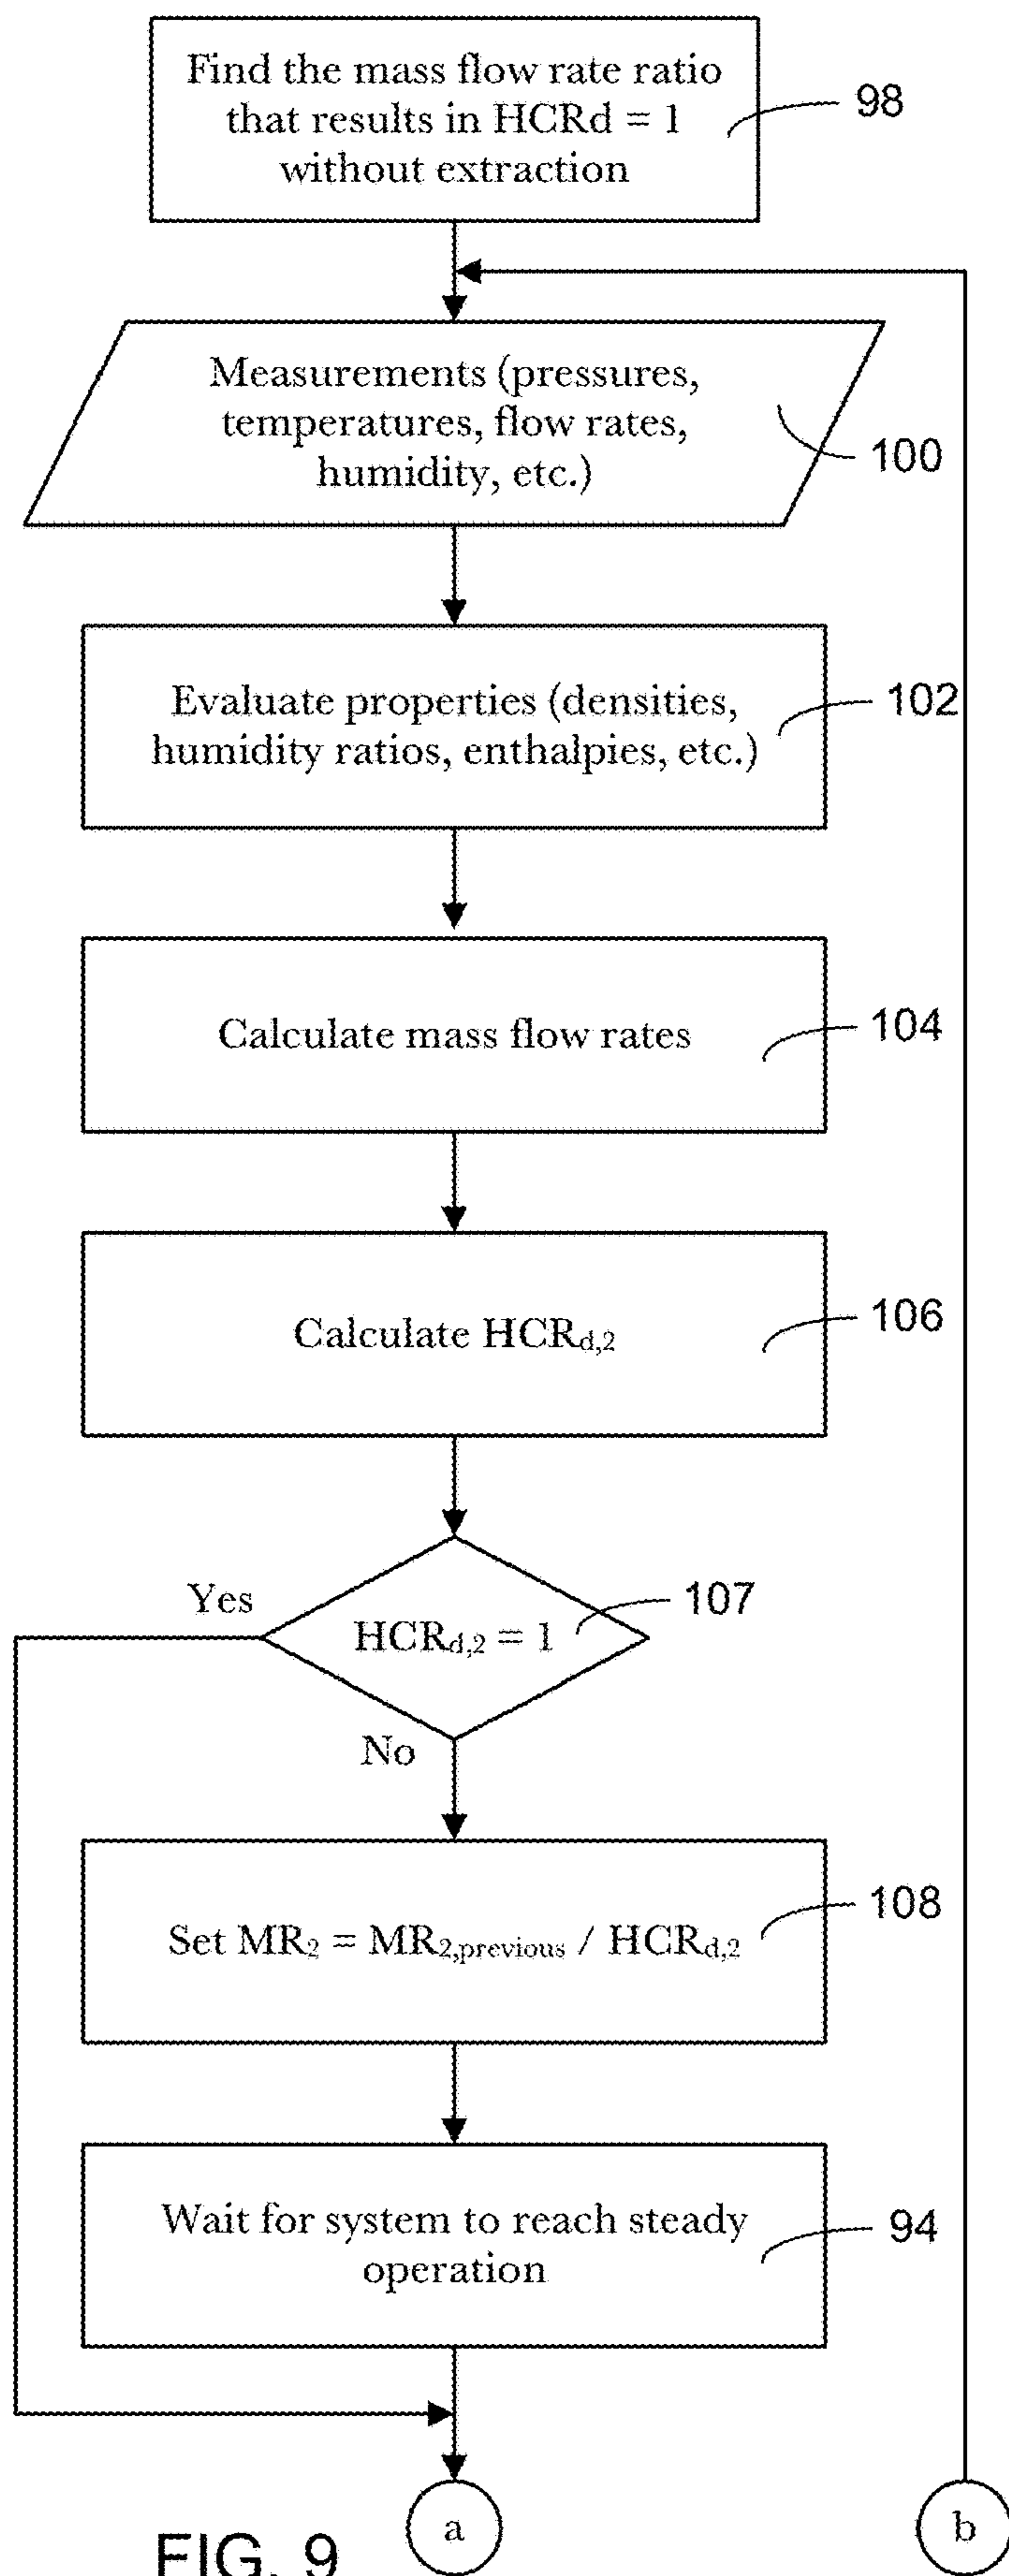 Find the mass flow rate ratio
that results in HCRd = 1
without extraction
98
Measurements (pressures,
temperatures, flow rates,
humidity, etc.)
100
Evaluate properties (densities,
humidity ratios, enthalpies, etc.)
102
Calculate mass flow rates
104
Calculate HCRd,2
106
Yes
HCRd,2 = 1
107
No
Set MR2 = MR2,previous / HCRd,2
108
Wait for system to reach steady
operation
94
a
b
FIG. 9